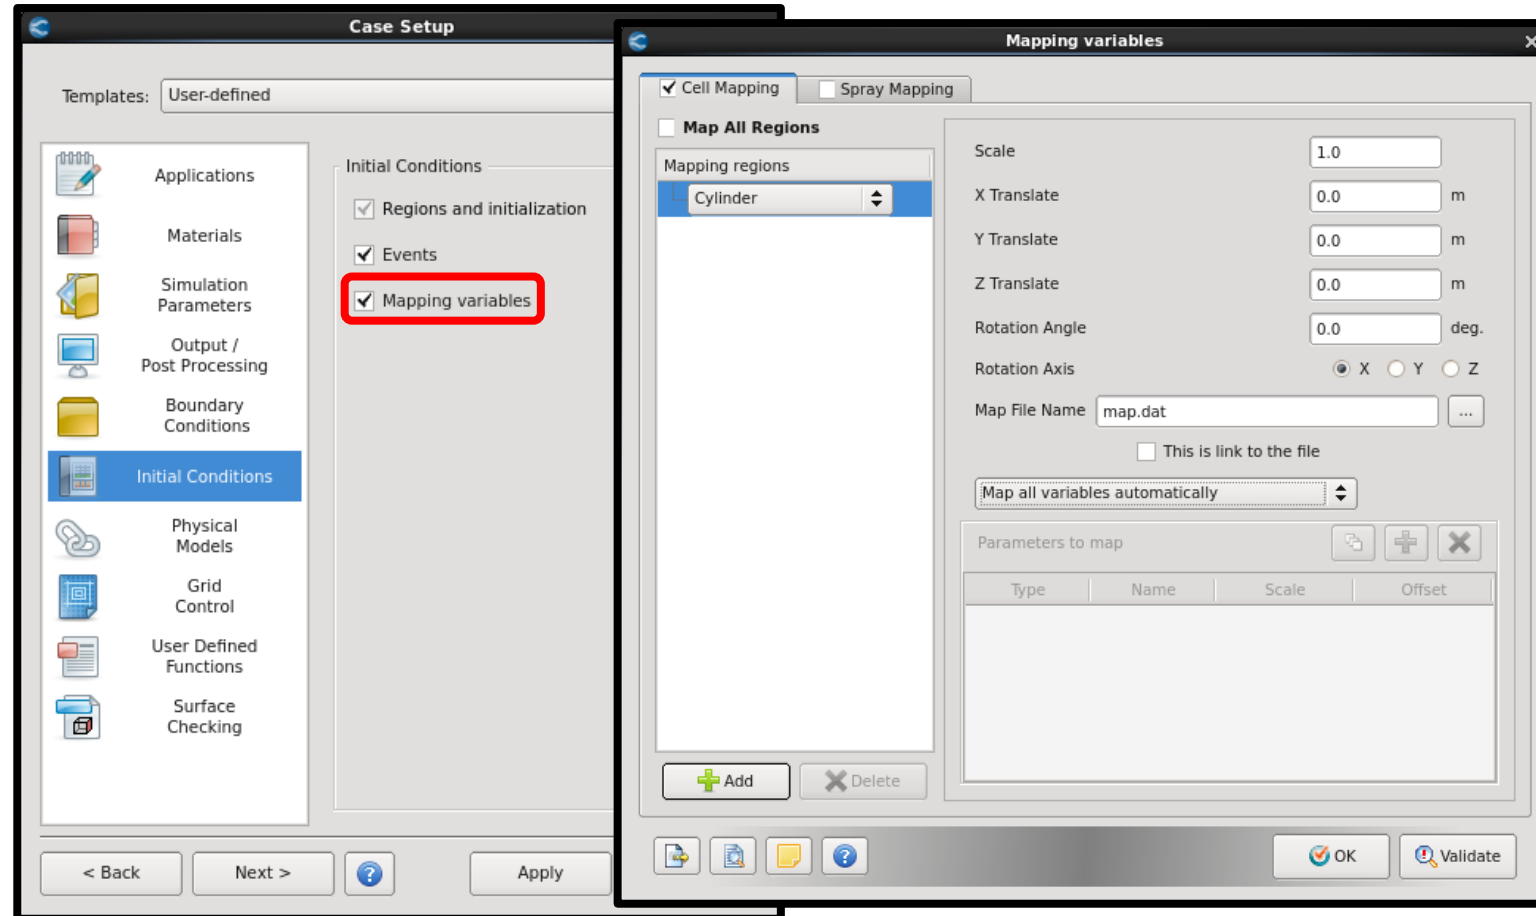 Case Setup
Templates: User-defined
Applications
Materials
Simulation
Parameters
Output /
Post Processing
Boundary
Conditions
Initial Conditions
Physical
Models
Grid
Control
User Defined
Functions
Surface
Checking
Initial Conditions
Regions and initialization
Events
Mapping variables
< Back
Next >
Apply
Mapping variables
Cell Mapping
Spray Mapping
Map All Regions
Mapping regions
Cylinder
Add
Delete
Scale 1.0
X Translate 0.0 m
Y Translate 0.0 m
Z Translate 0.0 m
Rotation Angle 0.0 deg.
Rotation Axis X Y Z
Map File Name map.dat ...
This is link to the file
Map all variables automatically
Parameters to map
Type Name Scale Offset
OK
Validate